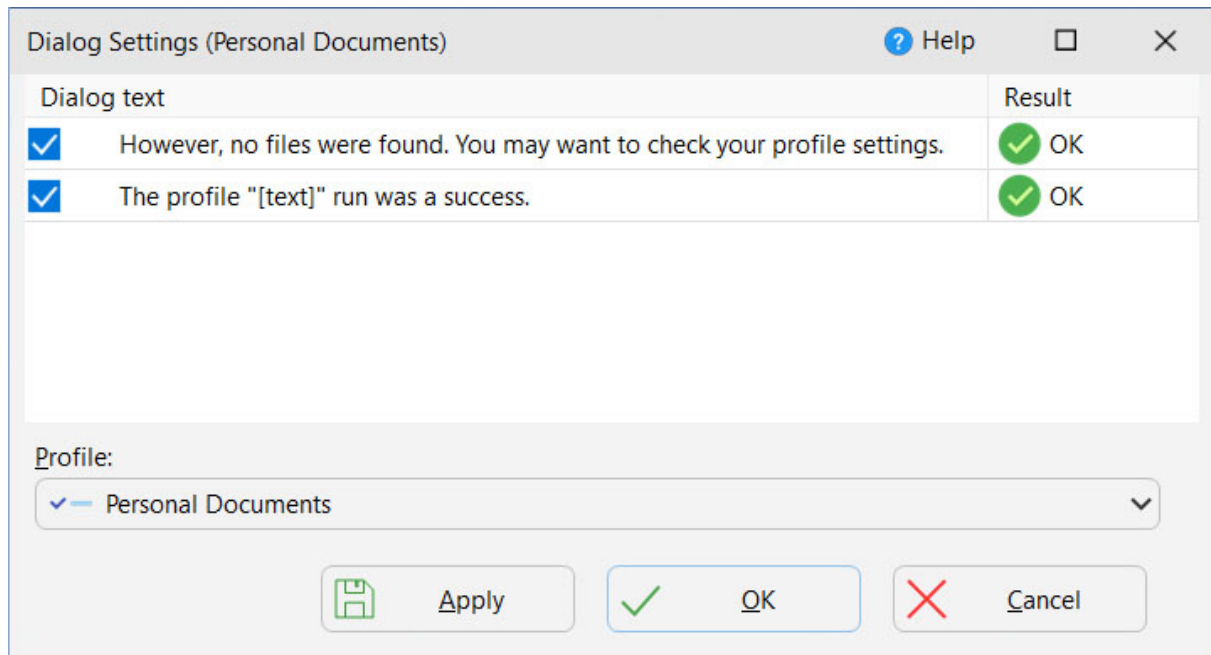 Dialog Settings (Personal Documents) Help
Dialog text Result
However, no files were found. You may want to check your profile settings. OK
The profile "[text]" run was a success. OK
Profile:
Personal Documents
Apply OK Cancel